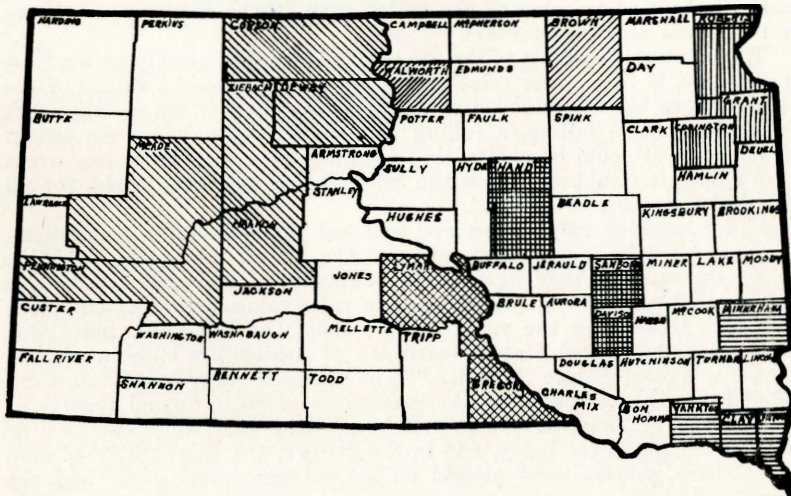 HARDING PERKINS CORSON CAMPBELL McPHERSON BROWN MARSHALL ROBERTS
WALWORTH EDMUNDS DAY
ZIEBACH DEWEY GRANT
BUTTE POTTER FAULK SPINK CLARK CODINGTON
MEADE ARMSTRONG DEUEL
SULLY HYDE HAND HAMLIN
STANLEY
LAWRENCE HAAKON HUGHES BEADLE KINGSBURY BROOKINGS
PENNINGTON JACKSON JONES LYMAN BUFFALO JERAULD SANBORN MINER LAKE MOODY
CUSTER BRULE AURORA DAVISON McCOOK MINNEHAHA
WASHINGTON WASHABAUGH MELLETTE TRIPP
FALL RIVER DOUGLAS HUTCHINSON TURNER LINCOLN
SHANNON BENNETT TODD GREGORY CHARLES
MIX
BON
HOMME YANKTON CLAY